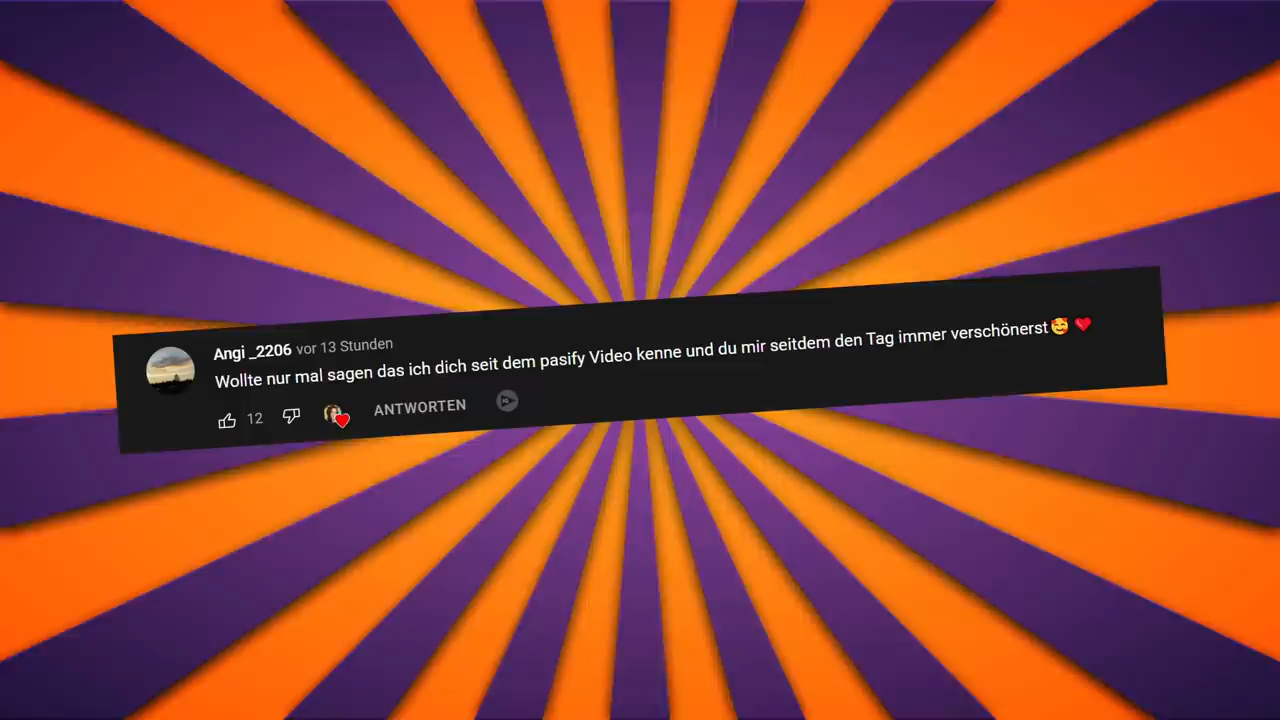 Angi _2206 vor 13 Stunden
Wollte nur mal sagen das ich dich seit dem pasify Video kenne und du mir seitdem den Tag immer verschönerst🥰 ❤️
12 ANTWORTEN